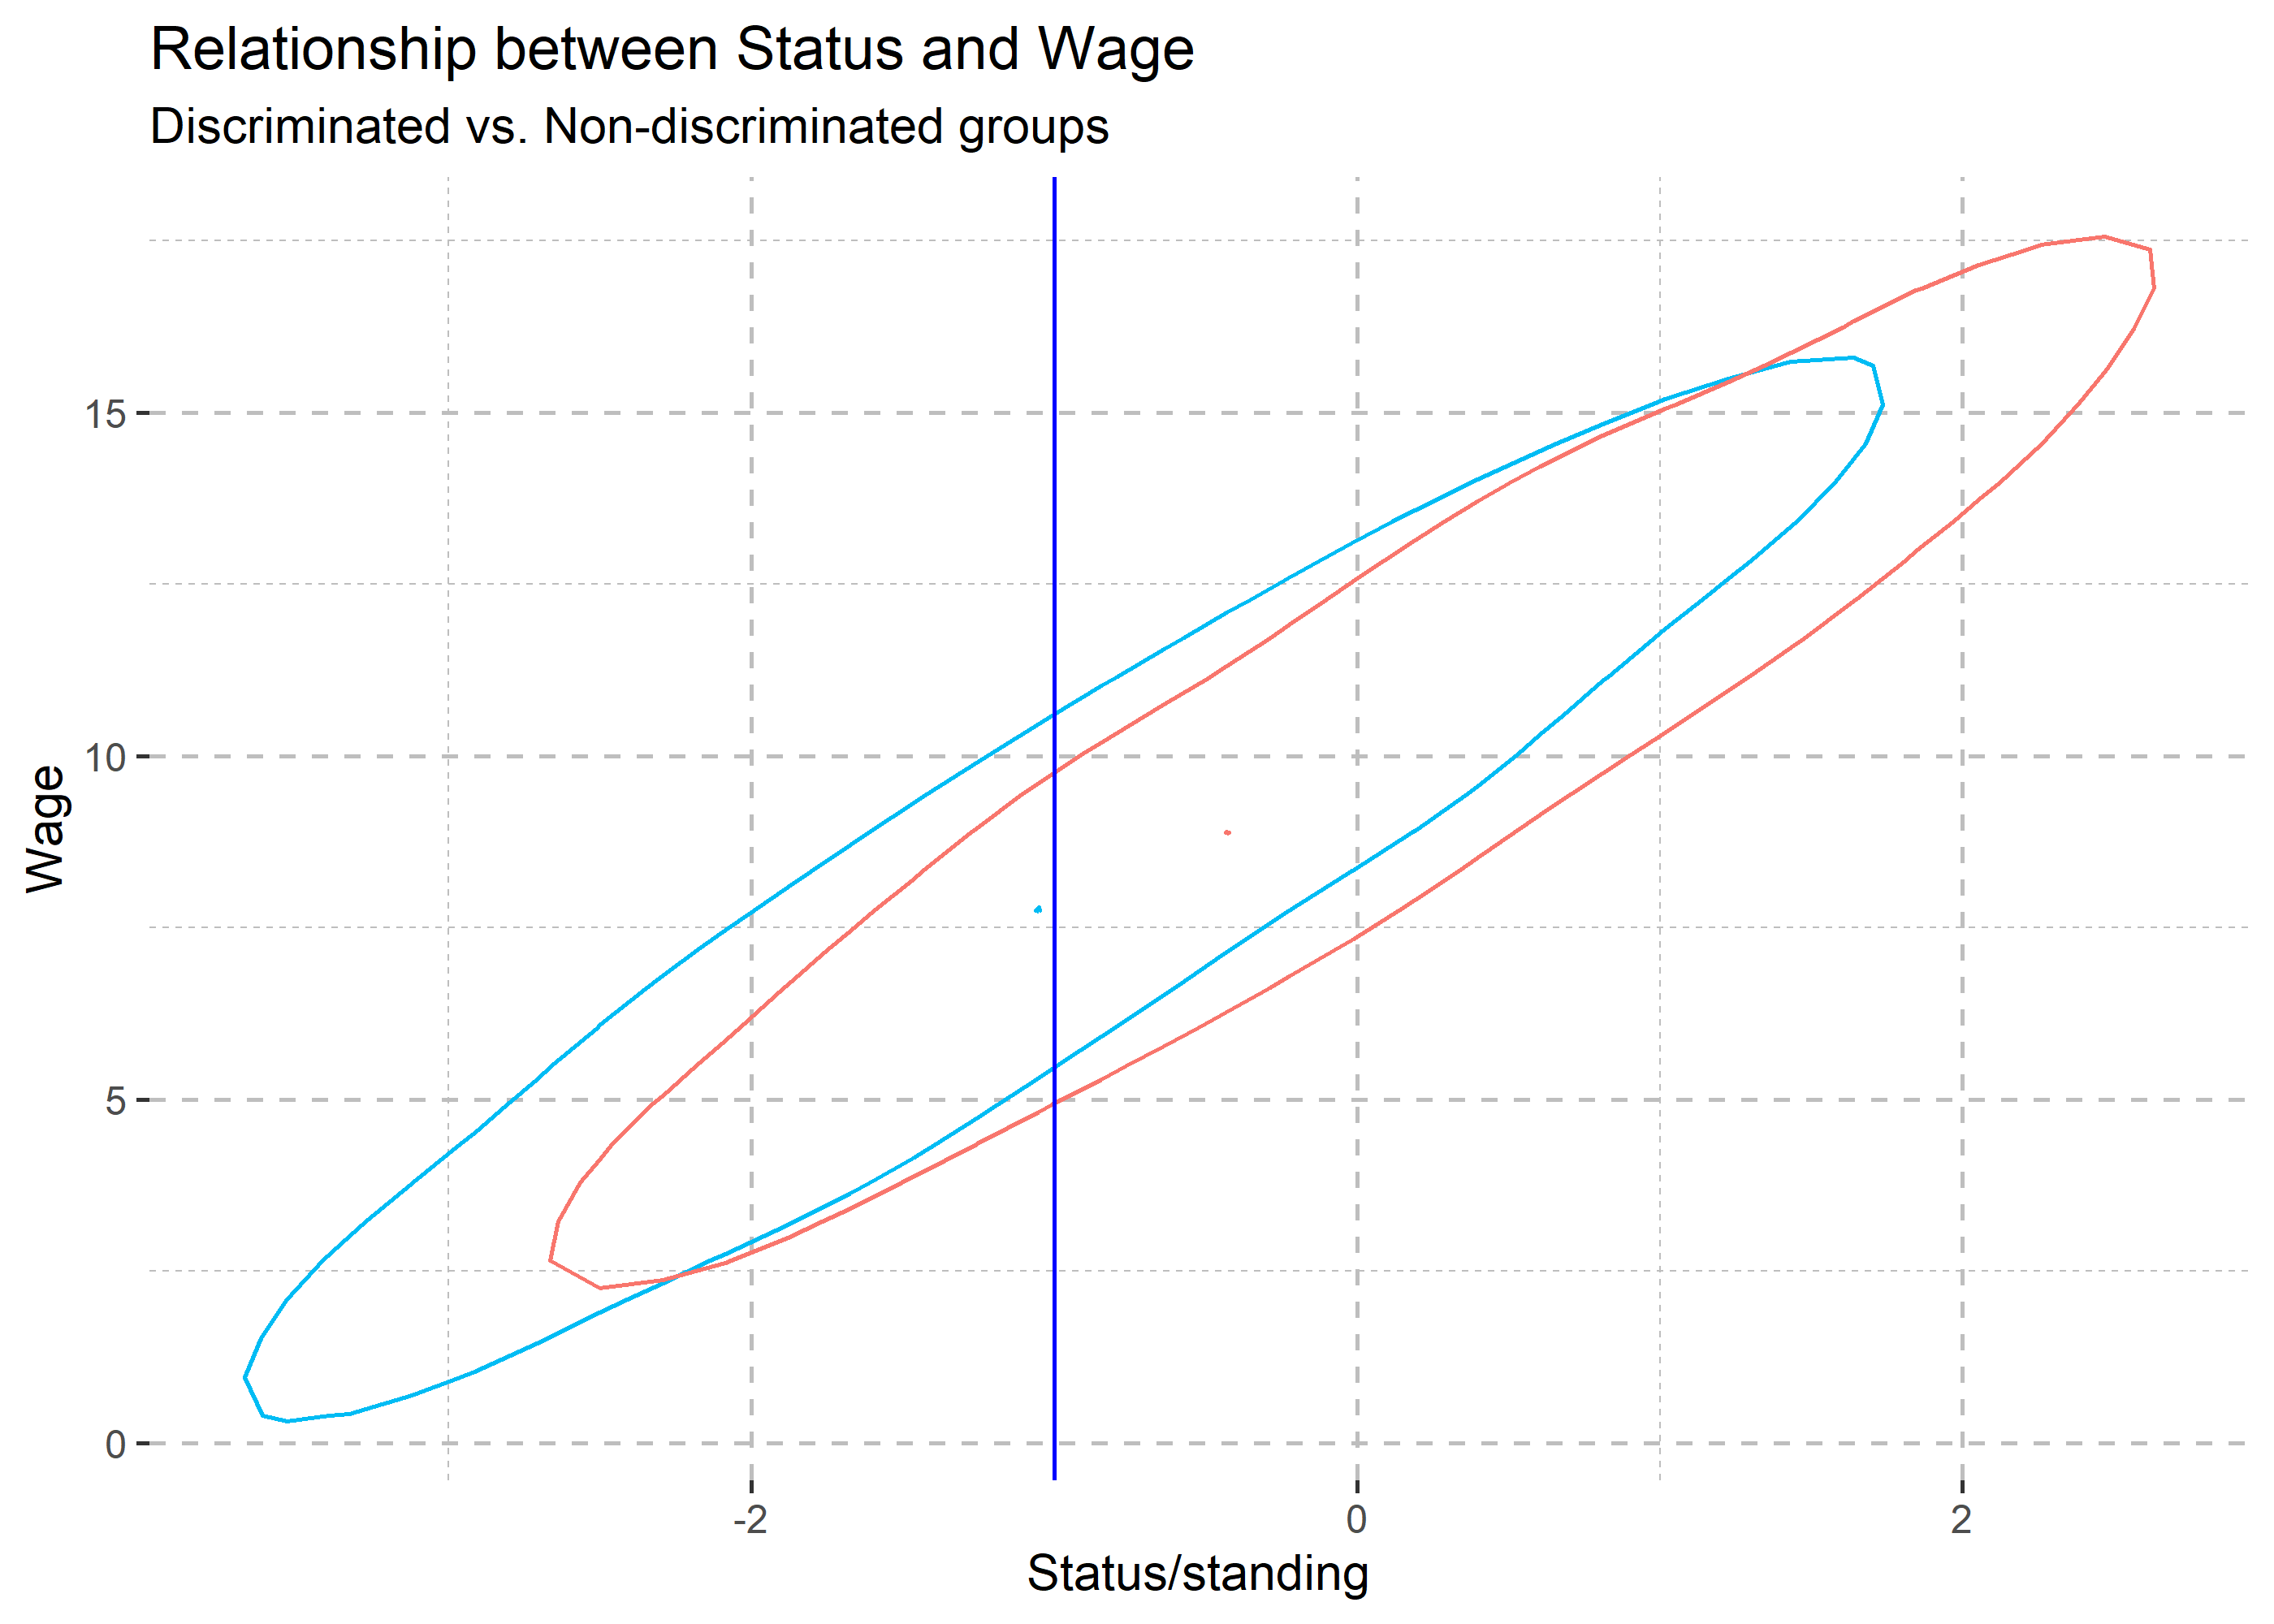 Relationship between Status and Wage
Discriminated vs. Non-discriminated groups
Wage
15
10
5
0
-2
0
2
Status/standing